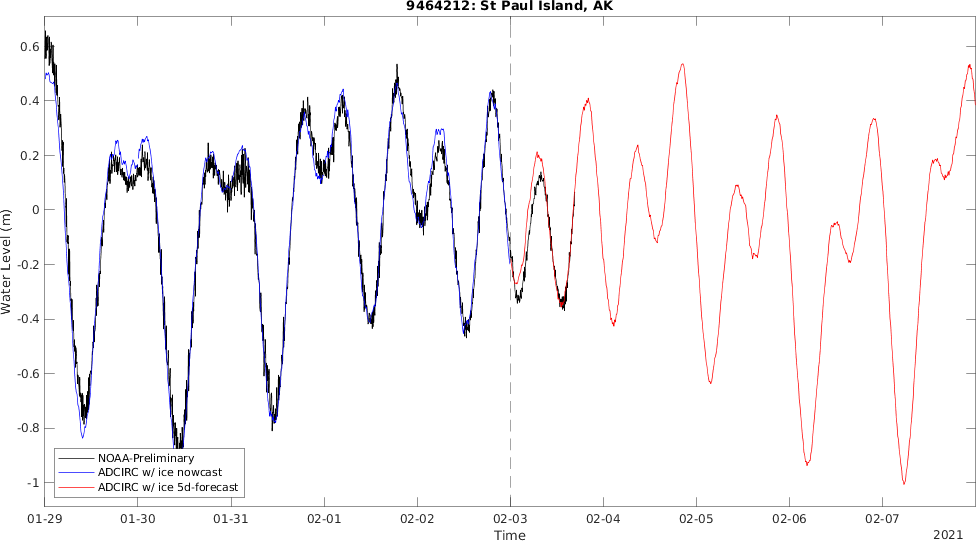 9464212: St Paul Island, AK
Water Level (m)
0.6
0.4
0.2
0
-0.2
-0.4
-0.6
-0.8
-1
NOAA-Preliminary
ADCIRC w/ ice nowcast
ADCIRC w/ ice 5d-forecast
01-29 01-30 01-31 02-01 02-02 02-03 02-04 02-05 02-06 02-07
Time
2021